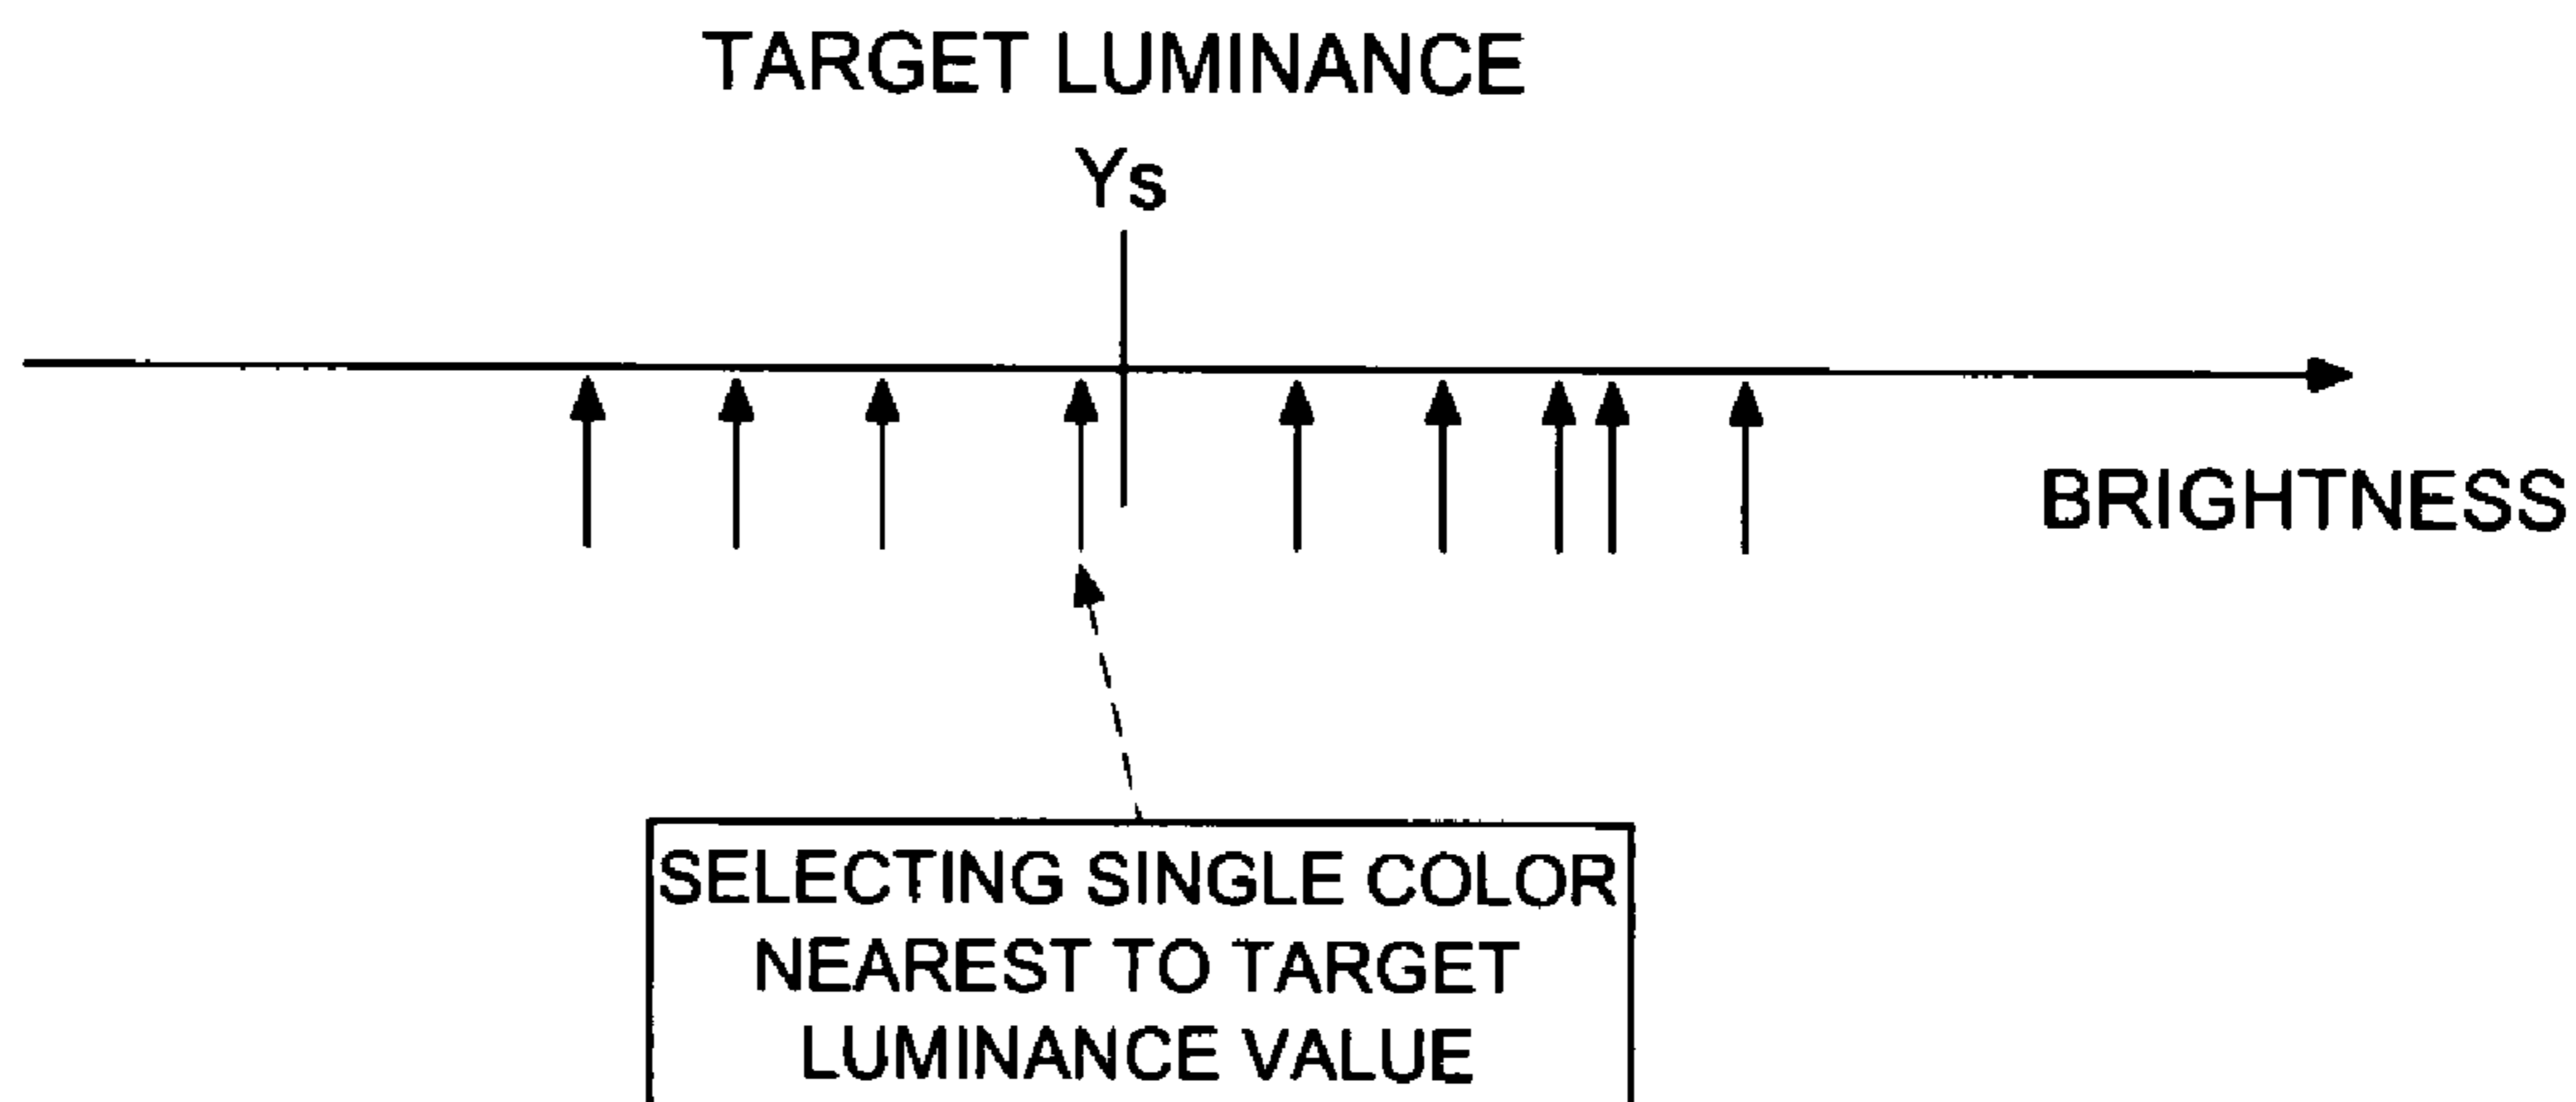 TARGET LUMINANCE
Ys
BRIGHTNESS
SELECTING SINGLE COLOR
NEAREST TO TARGET
LUMINANCE VALUE